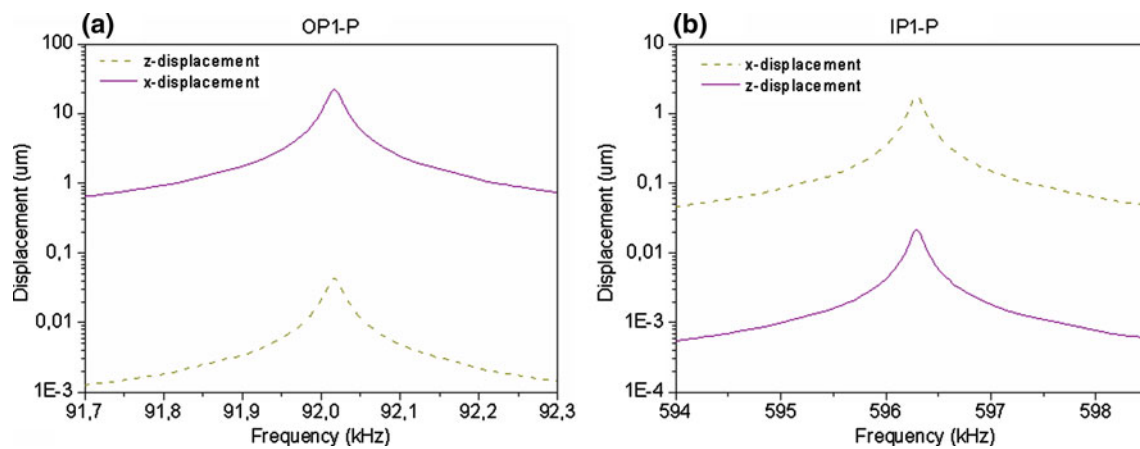 (a)
OP1-P
100
10
1
0,1
0,01
1E-3
Displacement (um)
z-displacement
x-displacement
91,7
91,8
91,9
92,0
92,1
92,2
92,3
Frequency (kHz)
(b)
IP1-P
10
1
0,1
0,01
1E-3
1E-4
Displacement (um)
x-displacement
z-displacement
594
595
596
597
598
Frequency (kHz)